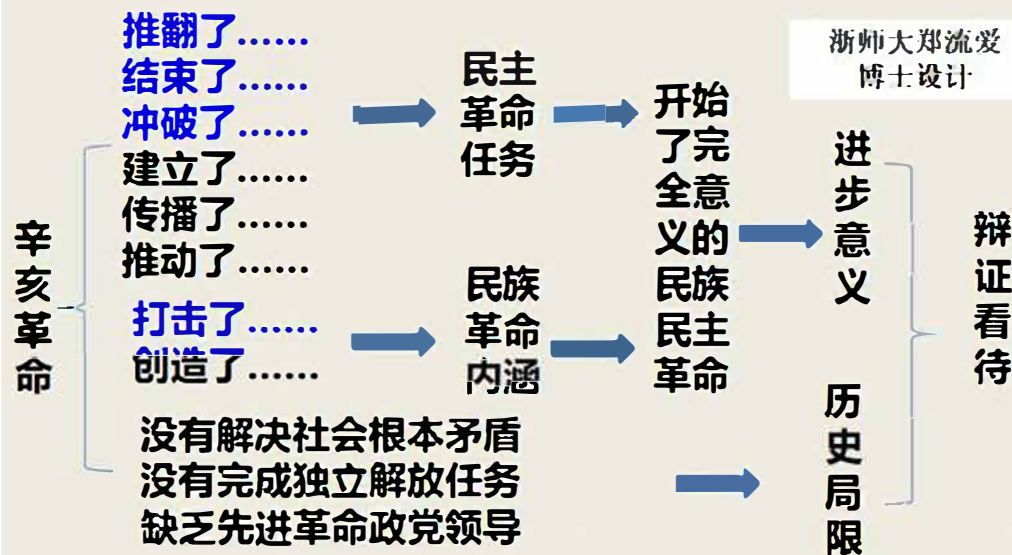 浙师大郑流爱
博士设计
辛亥革命
推翻了……
结束了……
冲破了……
建立了……
传播了……
推动了……
打击了……
创造了……
民主
革命
任务
民族
革命
内涵
开始
了完
全意
义的
民族
民主
革命
没有解决社会根本矛盾
没有完成独立解放任务
缺乏先进革命政党领导
进步意义
历史局限
辩证看待